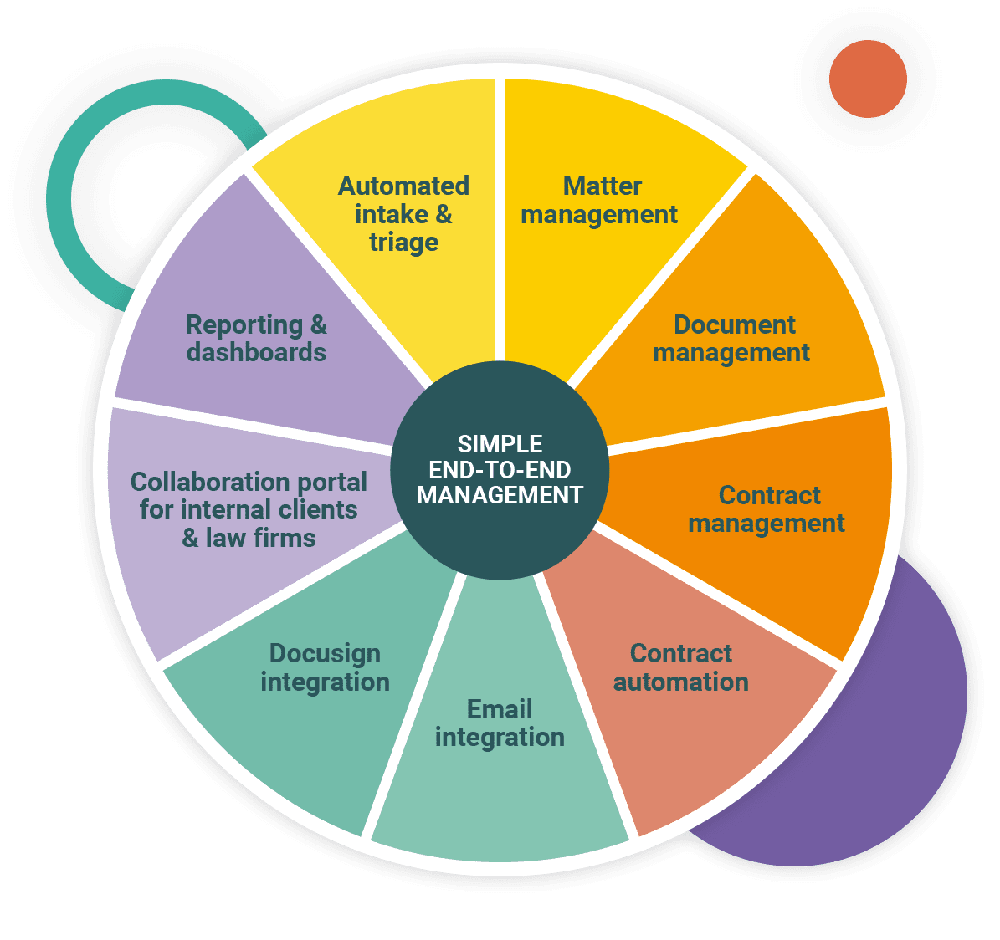 Automated
intake &
triage
Matter
management
Document
management
Contract
management
Contract
automation
Email
integration
Docusign
integration
Collaboration portal
for internal clients
& law firms
Reporting &
dashboards
SIMPLE
END-TO-END
MANAGEMENT